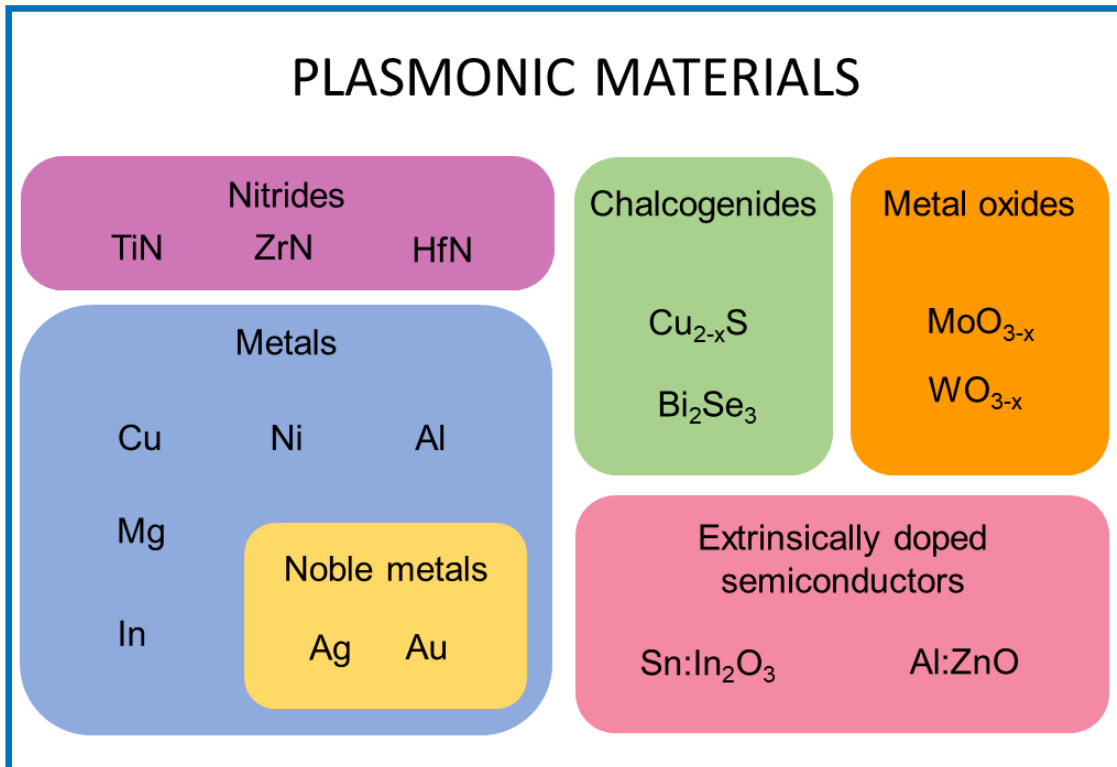 PLASMONIC MATERIALS
Nitrides
TiN ZrN HfN
Metals
Cu Ni Al
Mg
In
Noble metals
Ag Au
Chalcogenides
Cu₂₋ₓS
Bi₂Se₃
Metal oxides
MoO₃₋ₓ
WO₃₋ₓ
Extrinsically doped
semiconductors
Sn:In₂O₃ Al:ZnO